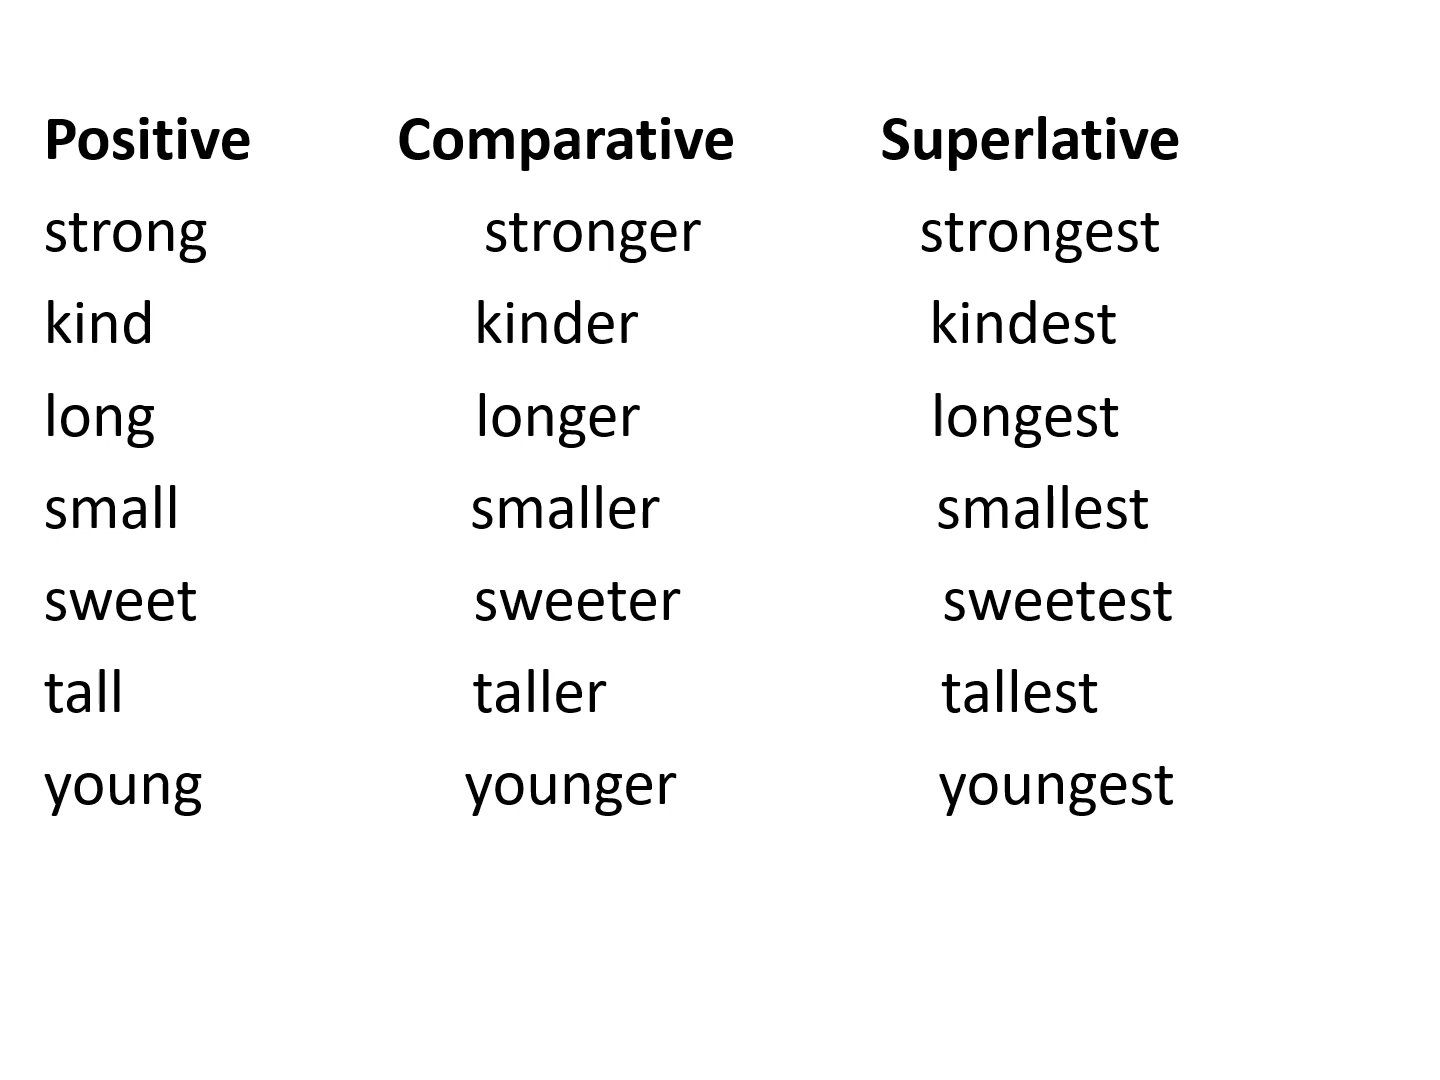 Positive Comparative Superlative
strong stronger strongest
kind kinder kindest
long longer longest
small smaller smallest
sweet sweeter sweetest
tall taller tallest
young younger youngest